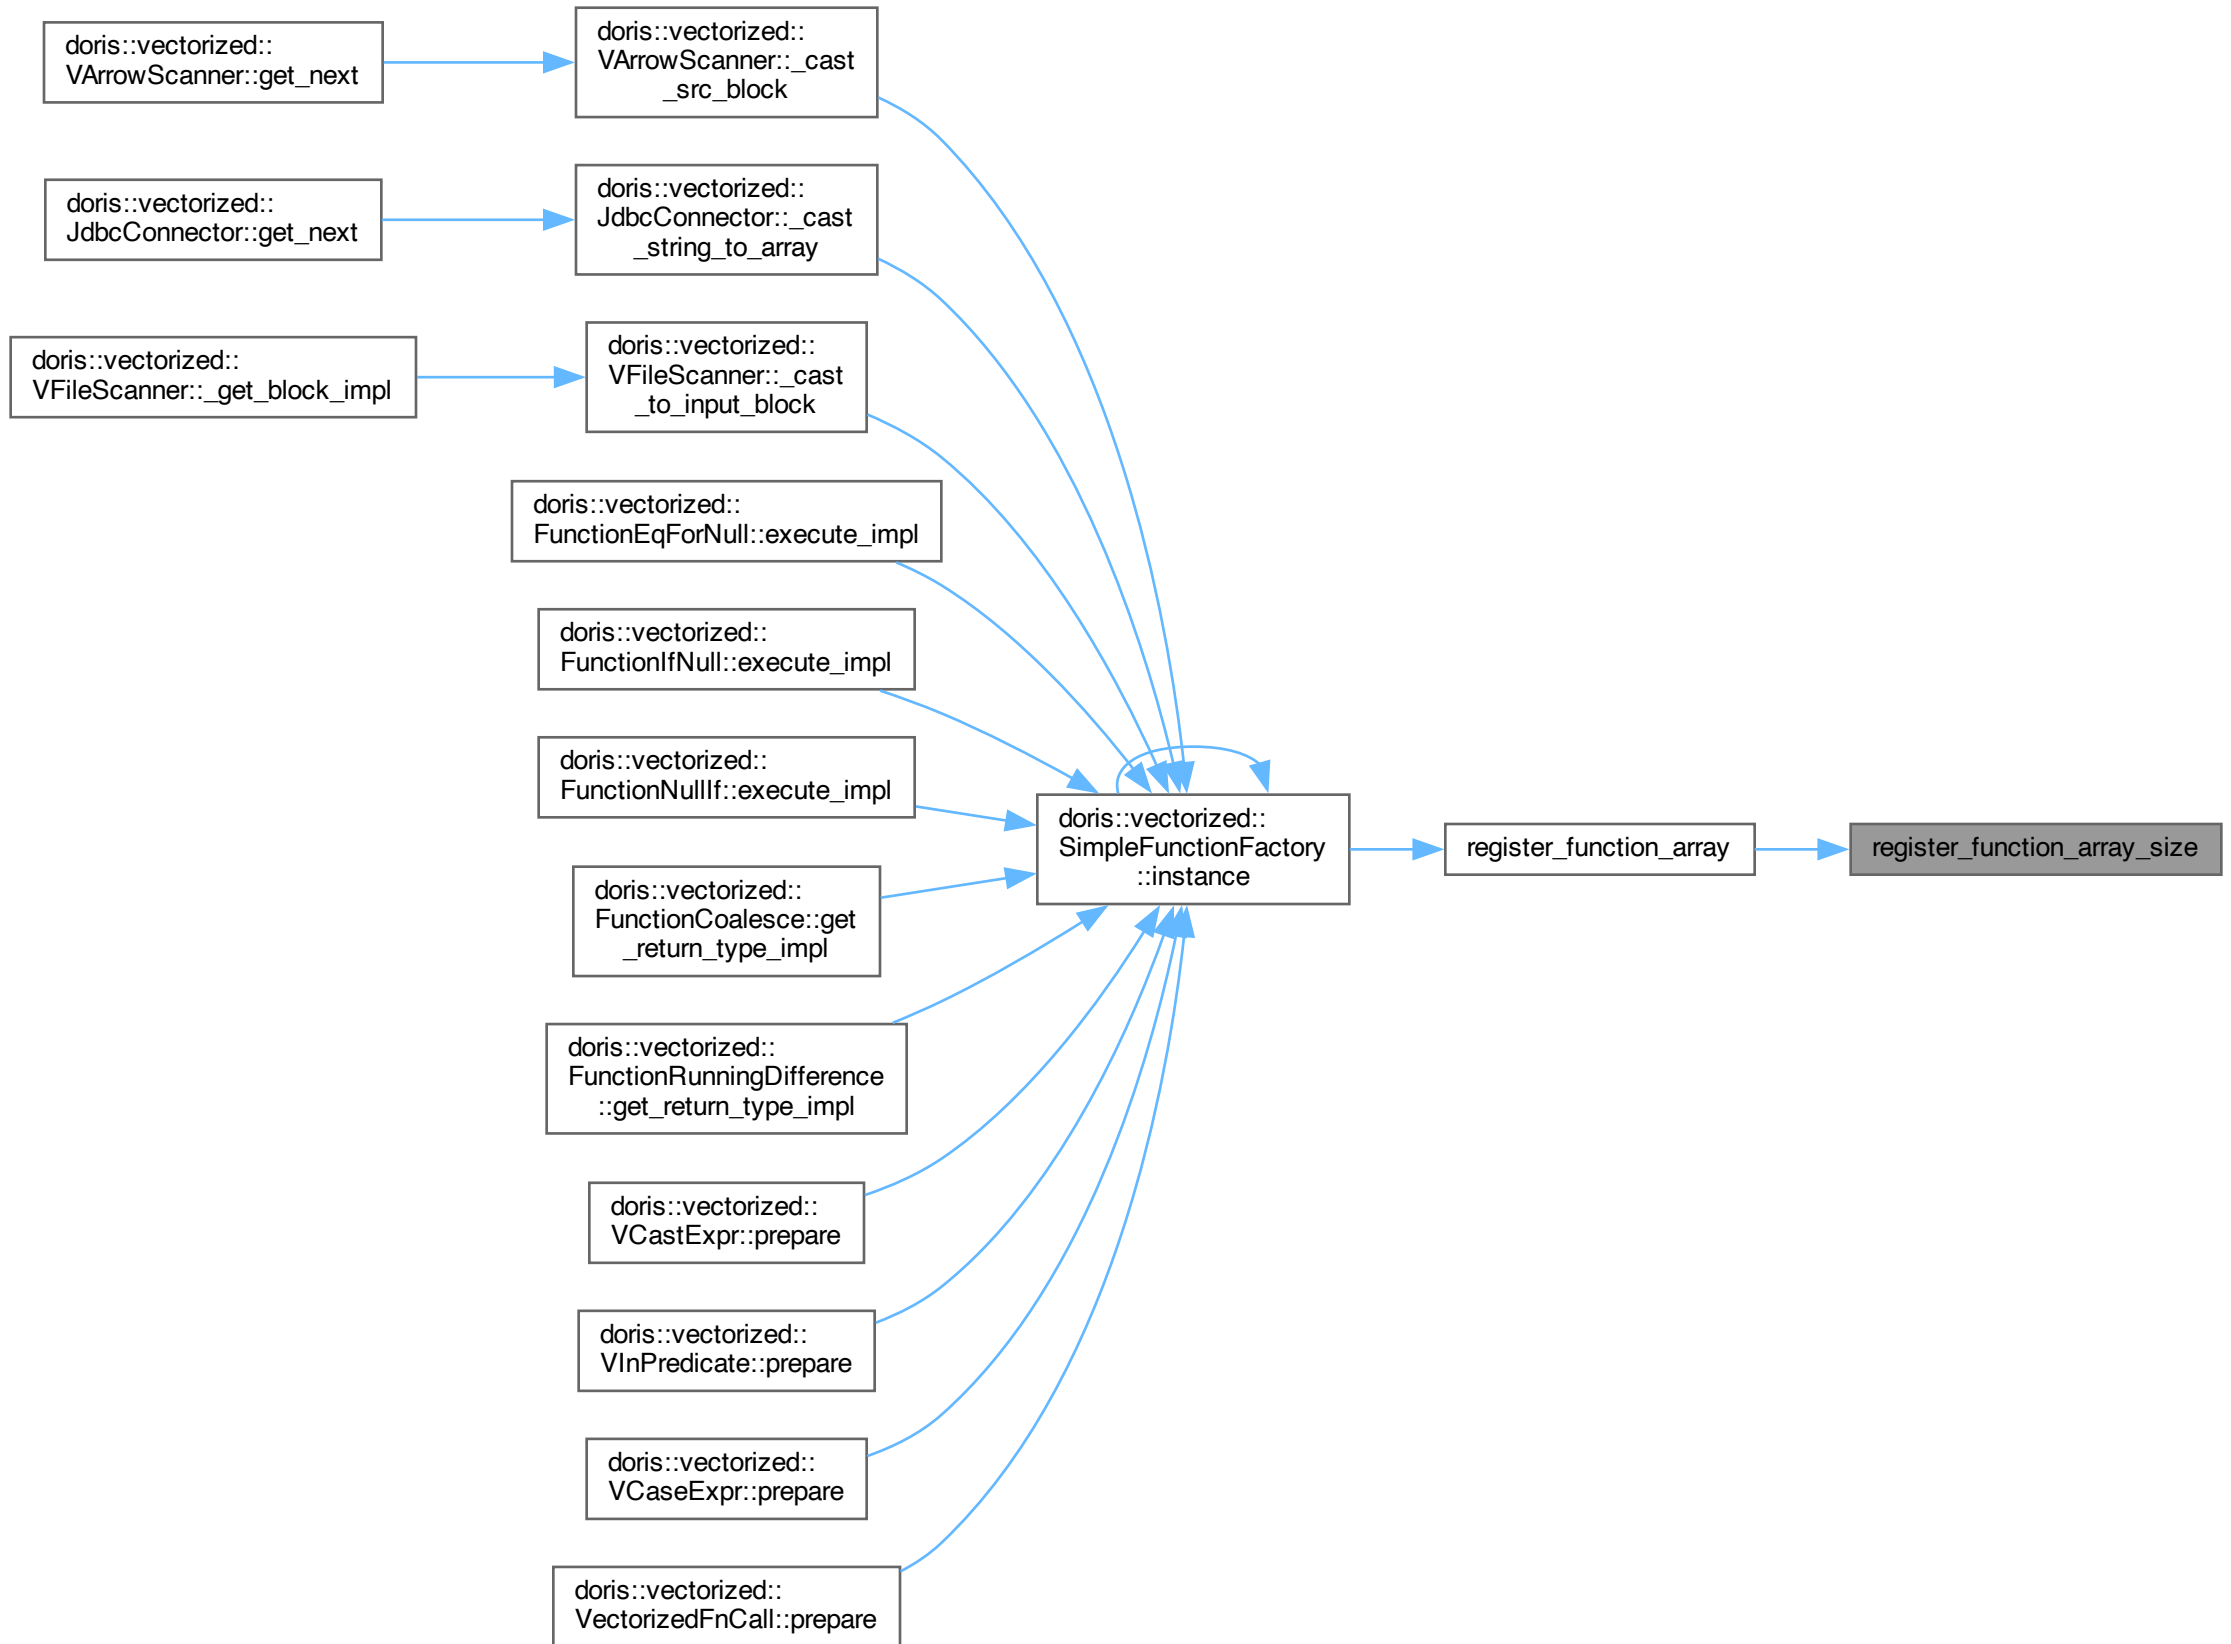 doris::vectorized::
VArrowScanner::get_next
doris::vectorized::
VArrowScanner::_cast
_src_block
doris::vectorized::
JdbcConnector::get_next
doris::vectorized::
JdbcConnector::_cast
_string_to_array
doris::vectorized::
VFileScanner::_get_block_impl
doris::vectorized::
VFileScanner::_cast
_to_input_block
doris::vectorized::
FunctionEqForNull::execute_impl
doris::vectorized::
FunctionIfNull::execute_impl
doris::vectorized::
FunctionNullIf::execute_impl
doris::vectorized::
FunctionCoalesce::get
_return_type_impl
doris::vectorized::
FunctionRunningDifference
::get_return_type_impl
doris::vectorized::
VCastExpr::prepare
doris::vectorized::
VInPredicate::prepare
doris::vectorized::
VCaseExpr::prepare
doris::vectorized::
VectorizedFnCall::prepare
doris::vectorized::
SimpleFunctionFactory
::instance
register_function_array
register_function_array_size